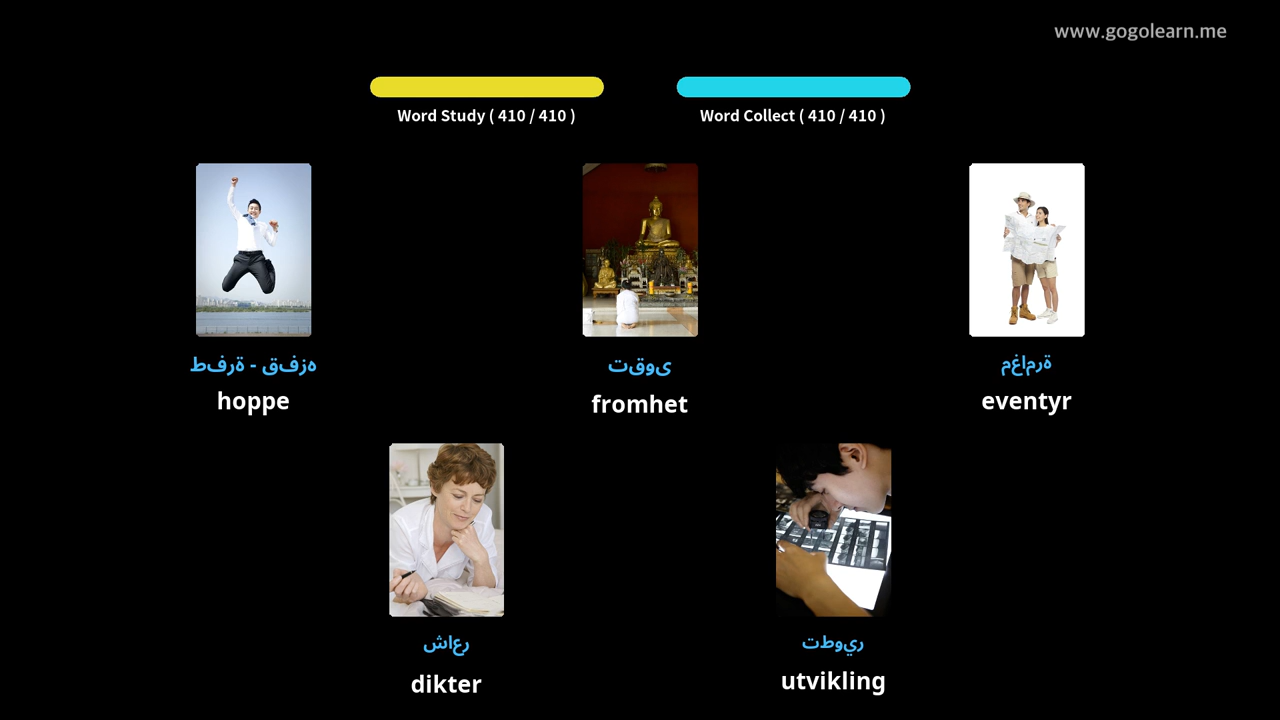 www.gogolearn.me
Word Study ( 410 / 410 )
Word Collect ( 410 / 410 )
هزفق - ةرفط
ىوقت
ةرماغم
hoppe
fromhet
eventyr
رعاش
ريوطت
dikter
utvikling